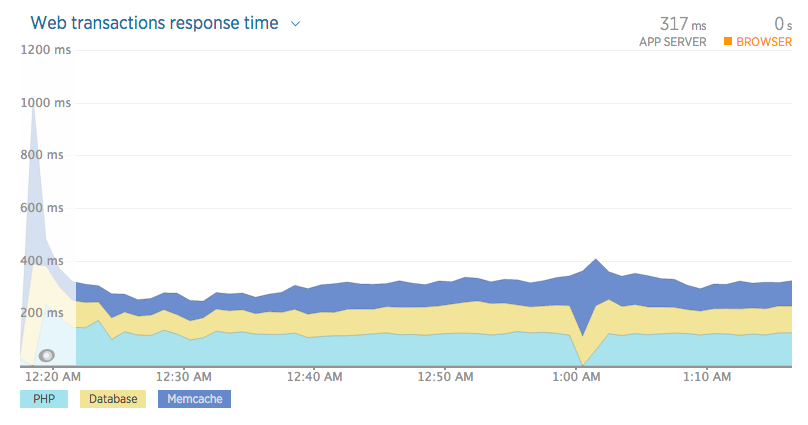 Web transactions response time
317 ms
APP SERVER
0 s
BROWSER
1200 ms
1000 ms
800 ms
600 ms
400 ms
200 ms
12:20 AM 12:30 AM 12:40 AM 12:50 AM 1:00 AM 1:10 AM
PHP Database Memcache